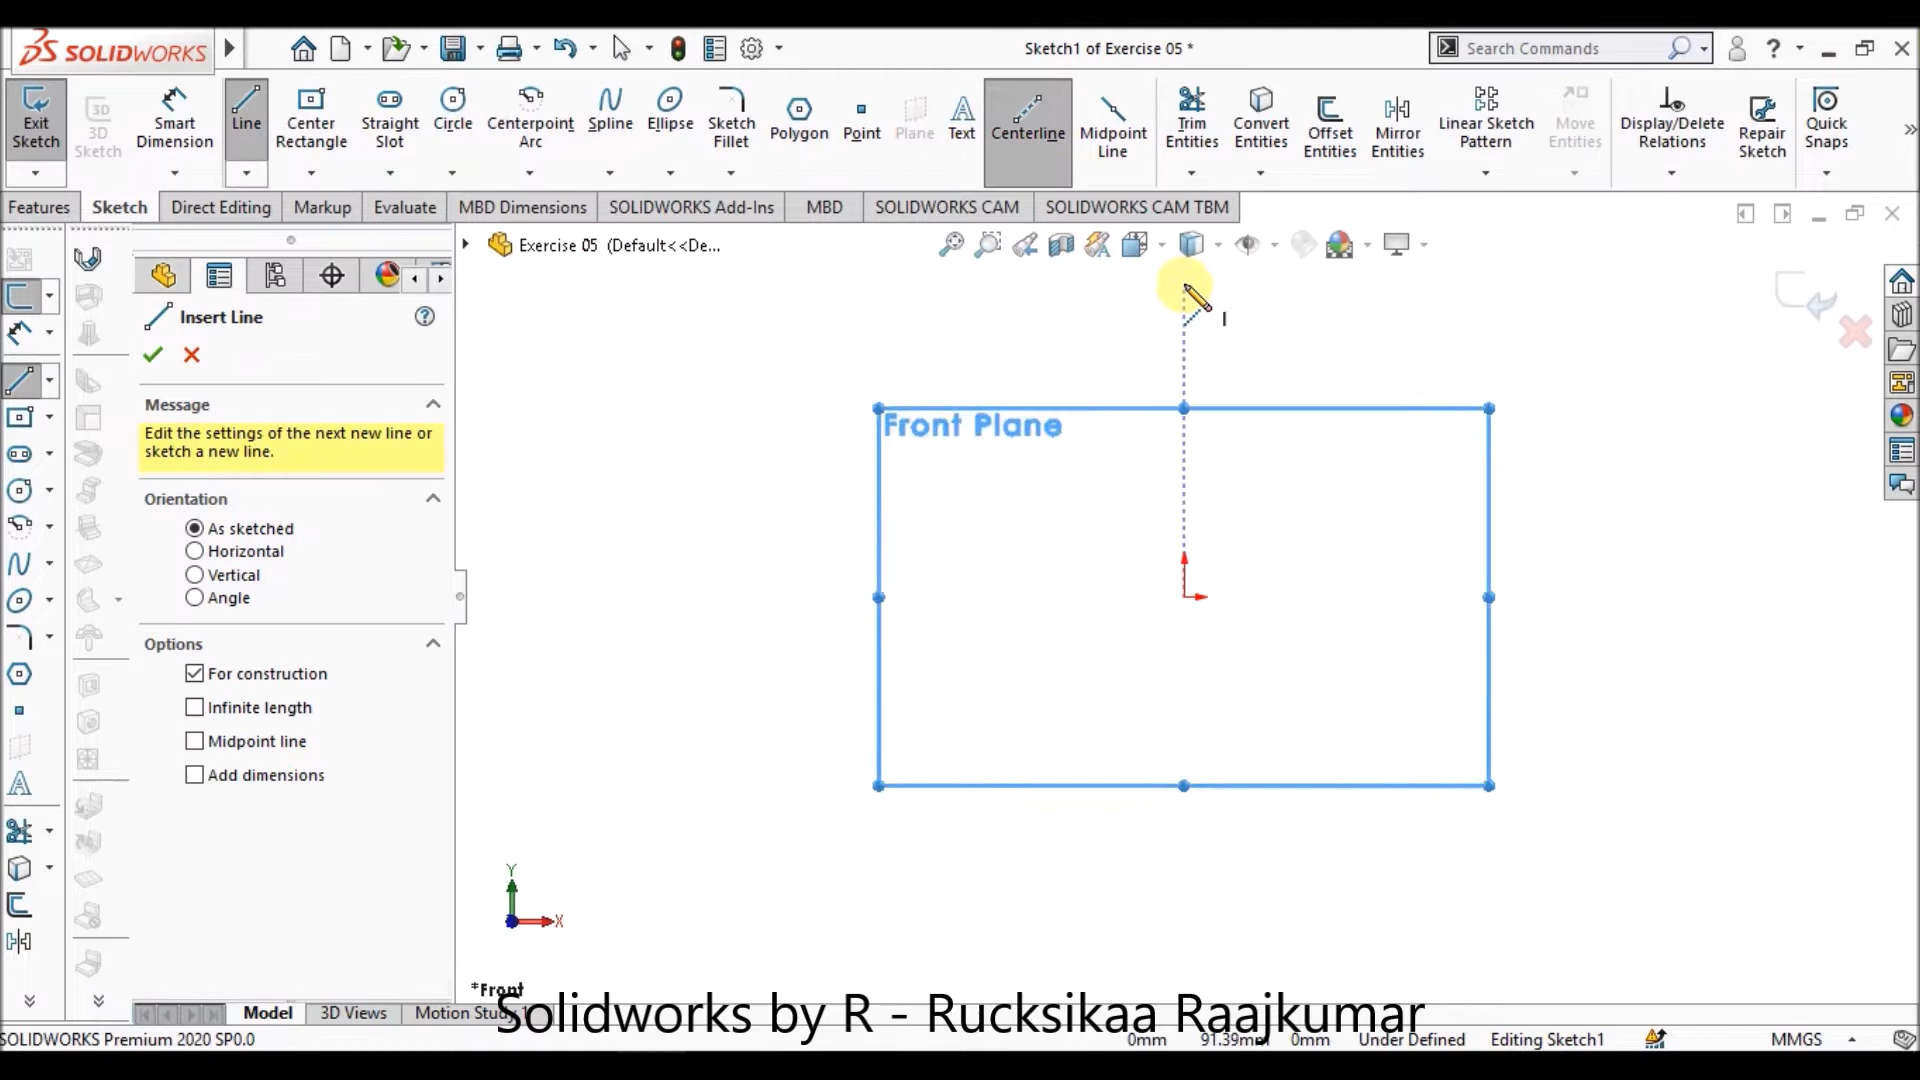 SOLIDWORKS
Sketch1 of Exercise 05 *
Search Commands
Exit Sketch
3D Sketch
Smart Dimension
Line
Center Rectangle
Straight Slot
Circle
Centerpoint Arc
Spline
Ellipse
Sketch Fillet
Polygon
Point
Plane
Text
Centerline
Midpoint Line
Trim Entities
Convert Entities
Offset Entities
Mirror Entities
Linear Sketch Pattern
Move Entities
Display/Delete Relations
Repair Sketch
Quick Snaps
Features
Sketch
Direct Editing
Markup
Evaluate
MBD Dimensions
SOLIDWORKS Add-Ins
MBD
SOLIDWORKS CAM
SOLIDWORKS CAM TBM
Exercise 05 (Default<<De...
Insert Line
Message
Edit the settings of the next new line or
sketch a new line.
Orientation
As sketched
Horizontal
Vertical
Angle
Options
For construction
Infinite length
Midpoint line
Add dimensions
Front Plane
Y
X
*Front
Model
3D Views
Motion Study 1
Solidworks by R - Rucksikaa Raajkumar
SOLIDWORKS Premium 2020 SP0.0
0mm
91.39mm
0mm
Under Defined
Editing Sketch1
MMGS